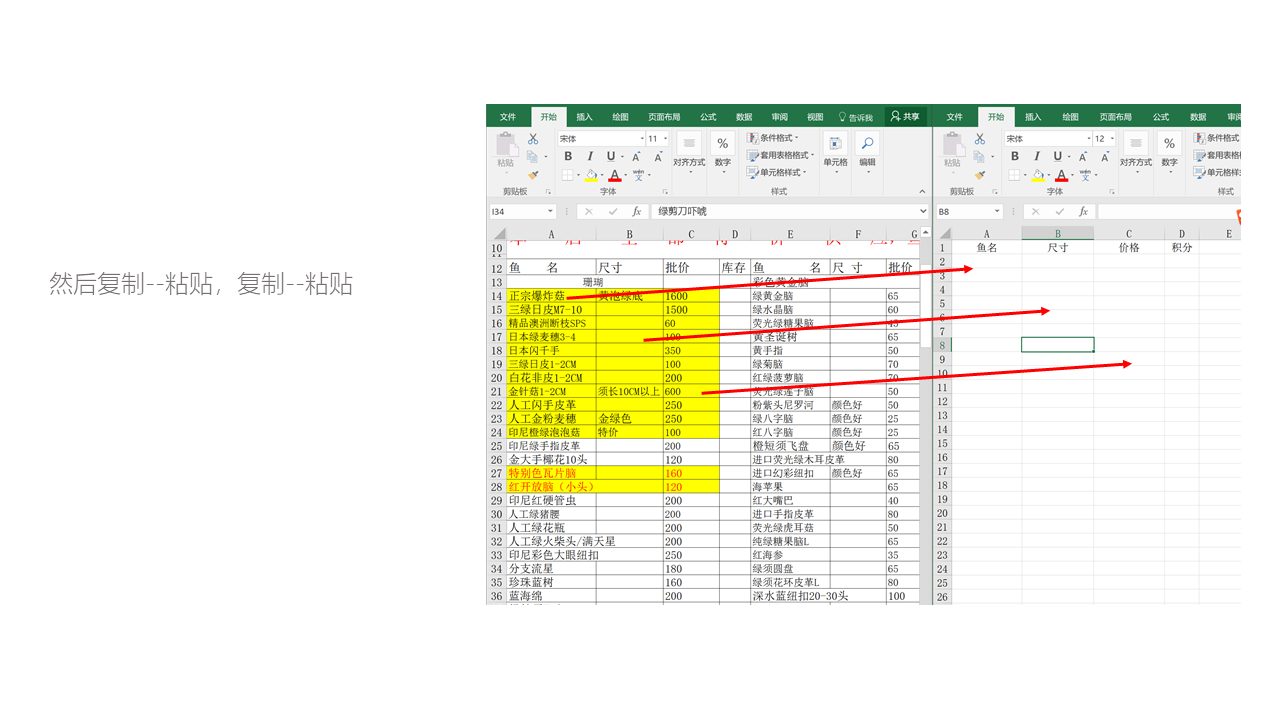 然后复制--粘贴，复制--粘贴
文件 开始 插入 绘图 页面布局 公式 数据 审阅 视图 告诉我 共享
粘贴 宋体 11 B I U A A 对齐方式 % 数字 条件格式 套用表格格式 单元格样式 单元格 编辑
剪贴板 字体 样式
I34 fx 绿剪刀吓唬
A B C D E F G
12 鱼 名 尺寸 批价 库存 鱼 名 尺 寸 批价
13 珊瑚 彩色黄金脑
14 正宗爆炸菇 黄泡绿底 1600 绿黄金脑 65
15 三绿日皮M7-10 1500 绿水晶脑 60
16 精品澳洲断枝SPS 60 荧光绿糖果脑 45
17 日本绿麦穗3-4 100 黄圣诞树 65
18 日本闪千手 350 黄手指 50
19 三绿日皮1-2CM 100 绿菊脑 70
20 白花非皮1-2CM 200 红绿菠萝脑 70
21 金针菇1-2CM 须长10CM以上 600 荧光绿莲子脑 50
22 人工闪手皮革 250 粉紫头尼罗河 颜色好 50
23 人工金粉麦穗 金绿色 250 绿八字脑 颜色好 25
24 印尼橙绿泡泡菇 特价 100 红八字脑 颜色好 25
25 印尼绿手指皮革 200 橙短须飞盘 颜色好 65
26 金大手椰花10头 120 进口荧光绿木耳皮革 80
27 特别色瓦片脑 160 进口幻彩纽扣 颜色好 65
28 红开放脑（小头） 120 海苹果 65
29 印尼红硬管虫 200 红大嘴巴 40
30 人工绿猪腰 200 进口手指皮革 80
31 人工绿花瓶 200 荧光绿虎耳菇 50
32 人工绿火柴头/满天星 200 纯绿糖果脑L 65
33 印尼彩色大眼纽扣 250 红海参 35
34 分支流星 180 绿须圆盘 65
35 珍珠蓝树 160 绿须花环皮革L 80
36 蓝海绵 200 深水蓝纽扣20-30头 100
文件 开始 插入 绘图 页面布局 公式 数据 审阅
粘贴 宋体 12 B I U A A 对齐方式 % 数字 条件格式 套用表格 单元格
剪贴板 字体 样式
B8 fx
A B C D E
1 鱼名 尺寸 价格 积分
2
3
4
5
6
7
8
9
10
11
12
13
14
15
16
17
18
19
20
21
22
23
24
25
26